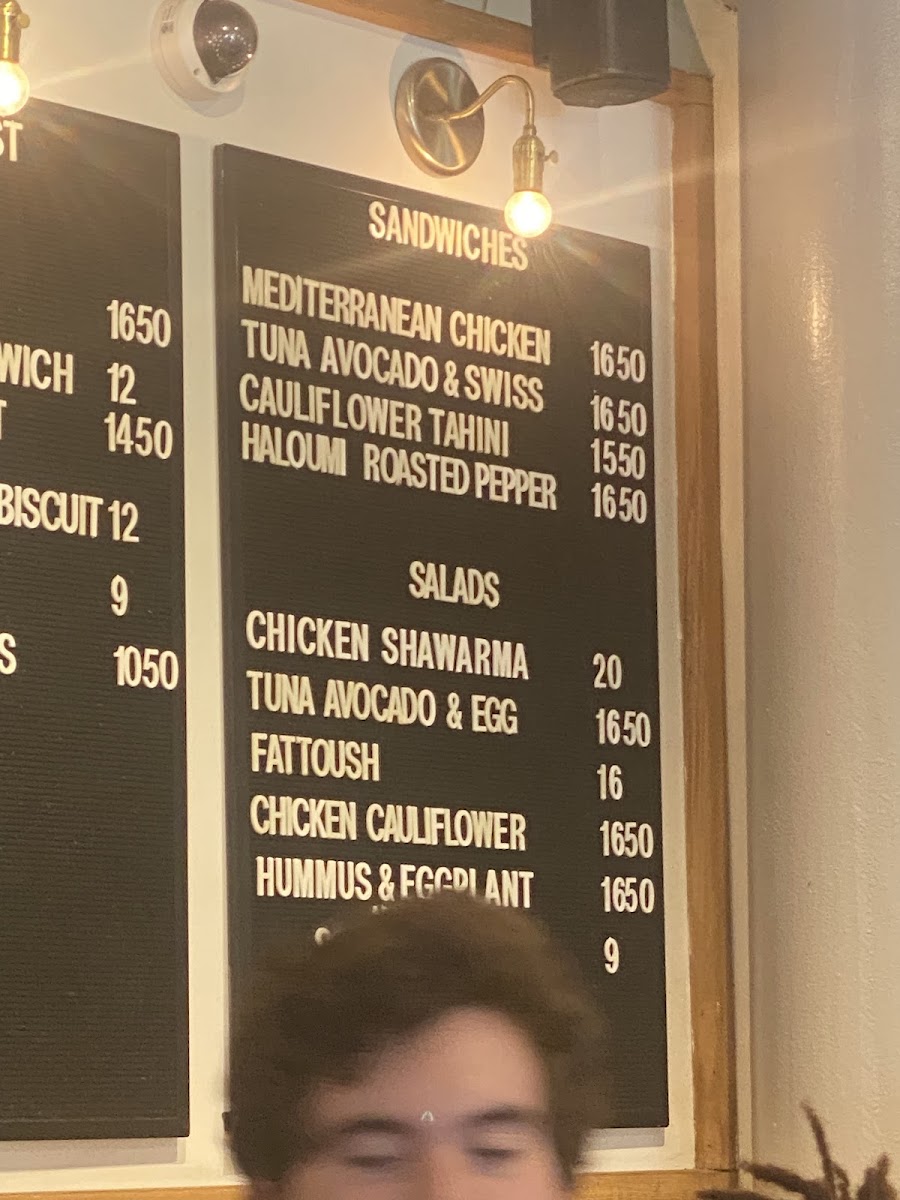 ST
1650
WICH 12
T 1450
BISCUIT 12
9
S 1050
SANDWICHES
MEDITERRANEAN CHICKEN 1650
TUNA AVOCADO & SWISS 1650
CAULIFLOWER TAHINI 1550
HALOUMI ROASTED PEPPER 1650
SALADS
CHICKEN SHAWARMA 20
TUNA AVOCADO & EGG 1650
FATTOUSH 16
CHICKEN CAULIFLOWER 1650
HUMMUS & EGGPLANT 1650
9